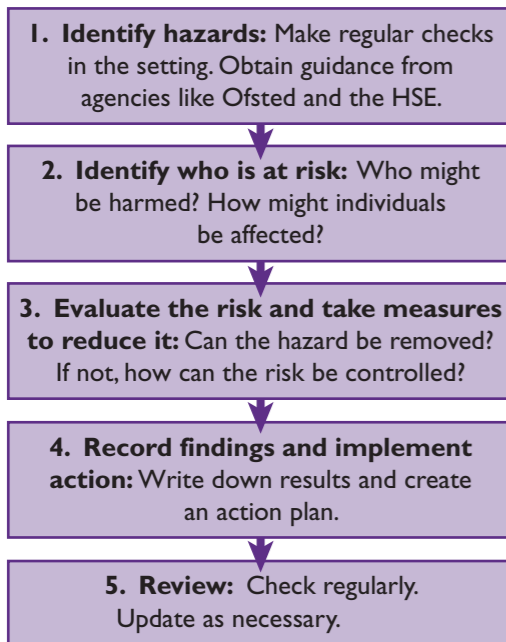 1. Identify hazards: Make regular checks
in the setting. Obtain guidance from
agencies like Ofsted and the HSE.
2. Identify who is at risk: Who might
be harmed? How might individuals
be affected?
3. Evaluate the risk and take measures
to reduce it: Can the hazard be removed?
If not, how can the risk be controlled?
4. Record findings and implement
action: Write down results and create
an action plan.
5. Review: Check regularly.
Update as necessary.